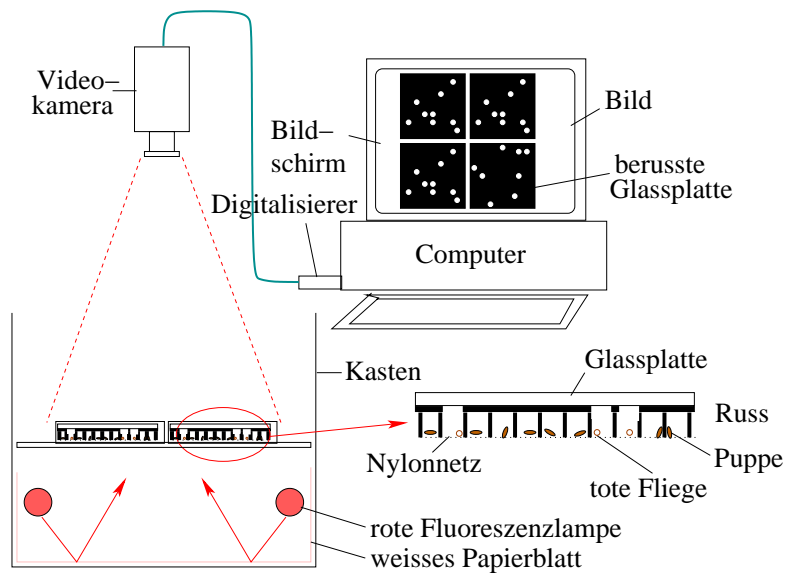 Video–
kamera
Bild–
schirm
Bild
berusste
Glassplatte
Digitalisierer
Computer
Kasten
Glassplatte
Russ
Nylonnetz
Puppe
tote Fliege
rote Fluoreszenzlampe
weisses Papierblatt